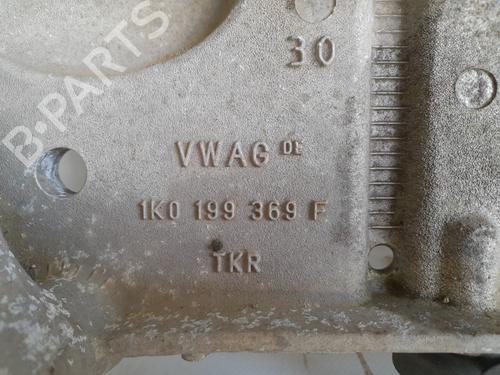 B-PARTS
30
VWAG DE
1K0 199 369 F
TKR